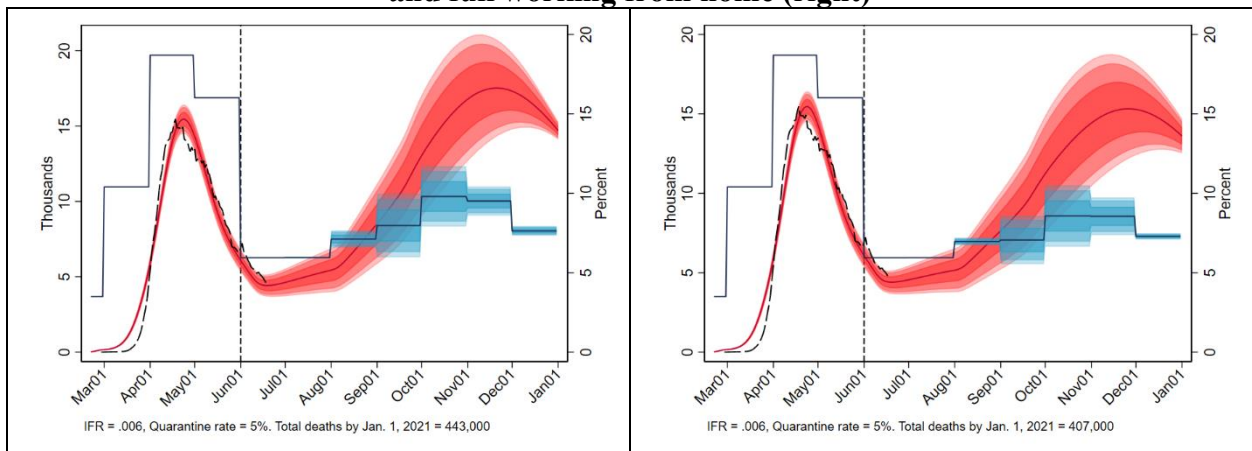 and working from home (right)
20
15
10
5
0
Thousands
20
15
10
5
0
Percent
Mar01
Apr01
May01
Jun01
Jul01
Aug01
Sep01
Oct01
Nov01
Dec01
Jan01
IFR = .006, Quarantine rate = 5%. Total deaths by Jan. 1, 2021 = 443,000
20
15
10
5
0
Thousands
20
15
10
5
0
Percent
Mar01
Apr01
May01
Jun01
Jul01
Aug01
Sep01
Oct01
Nov01
Dec01
Jan01
IFR = .006, Quarantine rate = 5%. Total deaths by Jan. 1, 2021 = 407,000